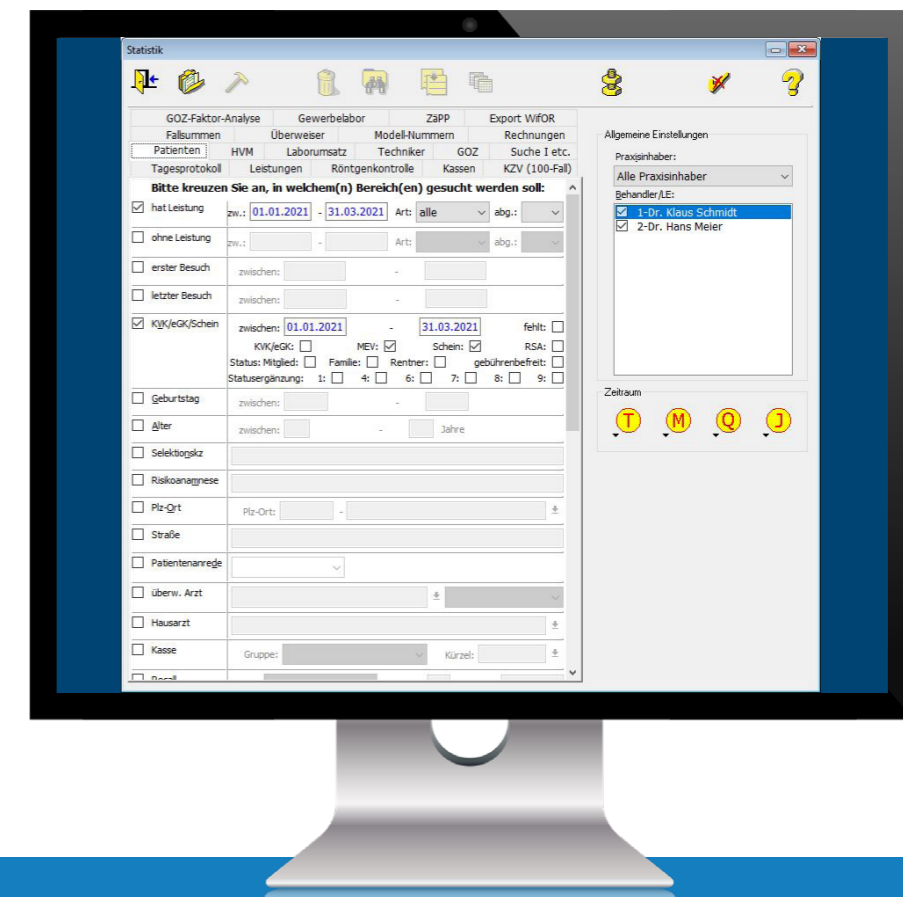 Statistik
GOZ-Faktor-Analyse Gewerbelabor ZäPP Export WifOR
Fallsummen Überweiser Modell-Nummern Rechnungen
Patienten HVM Laborumsatz Techniker GOZ Suche I etc.
Tagesprotokoll Leistungen Röntgenkontrolle Kassen KZV (100-Fall)
Bitte kreuzen Sie an, in welchem(n) Bereich(en) gesucht werden soll:
hat Leistung zw.: 01.01.2021 - 31.03.2021 Art: alle abg.:
ohne Leistung zw.: - Art: abg.:
erster Besuch zwischen: -
letzter Besuch zwischen: -
KVK/eGK/Schein zwischen: 01.01.2021 - 31.03.2021 fehlt:
KVK/eGK: MEV: Schein: RSA:
Status: Mitglied: Familie: Rentner: gebührenbefreit:
Statusergänzung: 1: 4: 6: 7: 8: 9:
Geburtstag zwischen: -
Alter zwischen: - Jahre
Selektionskz
Risikoanamnese
Plz-Ort Plz-Ort: -
Straße
Patientenanrede
überw. Arzt
Hausarzt
Kasse Gruppe: Kürzel:
Recall
Allgemeine Einstellungen
Praxisinhaber:
Alle Praxisinhaber
Behandler/LE:
1-Dr. Klaus Schmidt
2-Dr. Hans Meier
Zeitraum
T M Q J